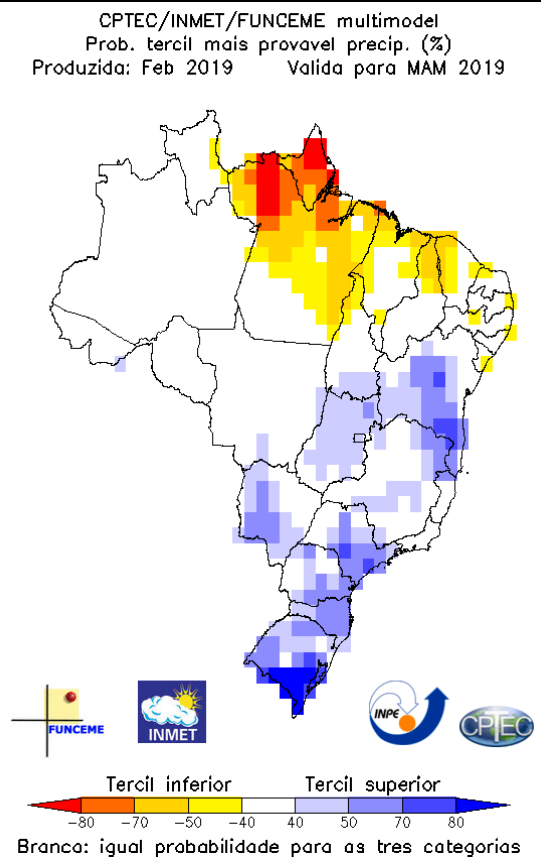 CPTEC/INMET/FUNCEME multimodel
Prob. tercil mais provavel precip. (%)
Produzida: Feb 2019 Valida para MAM 2019
FUNCEME
INMET
INPE
CPTEC
Tercil inferior Tercil superior
-80 -70 -50 -40 40 50 70 80
Branco: igual probabilidade para as tres categorias